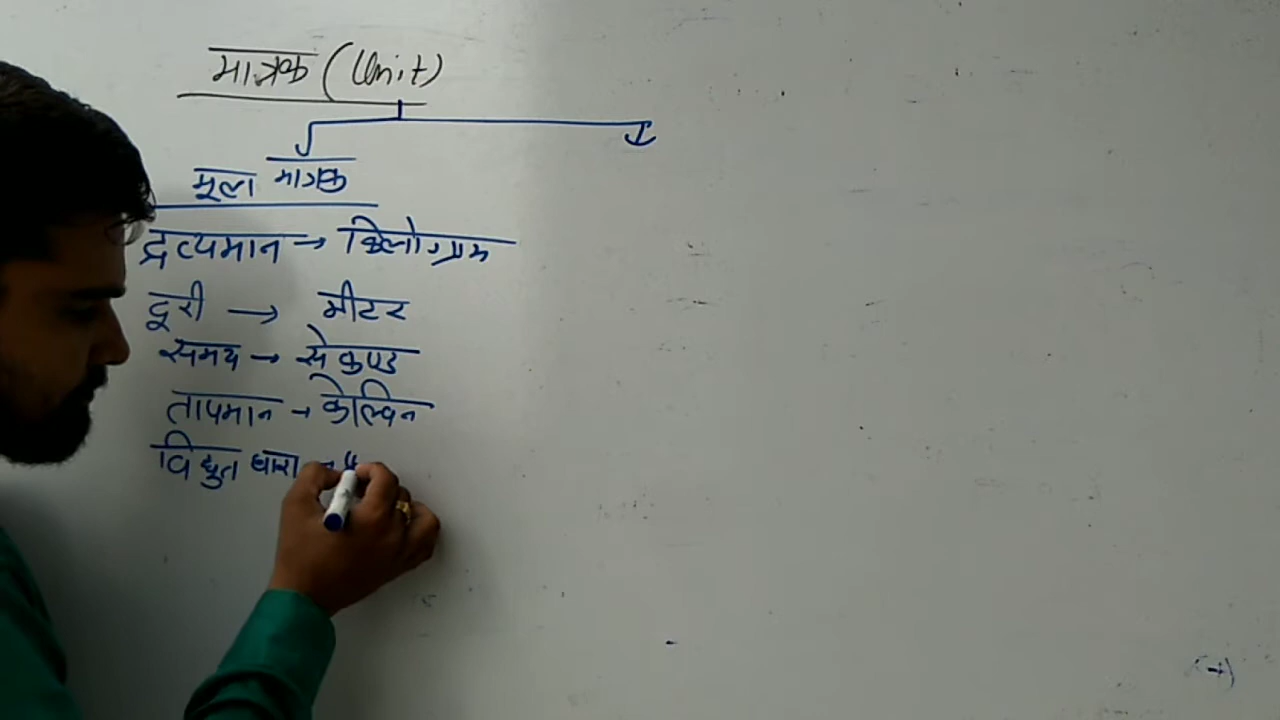 मात्रक (Unit)
मूल मात्रक
द्रव्यमान → किलोग्राम
दूरी → मीटर
समय → सेकण्ड
तापमान → केल्विन
विधुत धारा →